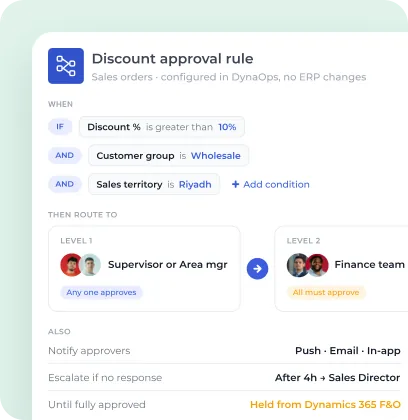 Discount approval rule
Sales orders · configured in DynaOps, no ERP changes
WHEN
IF Discount % is greater than 10%
AND Customer group is Wholesale
AND Sales territory is Riyadh + Add condition
THEN ROUTE TO
LEVEL 1
Supervisor or Area mgr
Any one approves
LEVEL 2
Finance team
All must approve
ALSO
Notify approvers Push · Email · In-app
Escalate if no response After 4h → Sales Director
Until fully approved Held from Dynamics 365 F&O